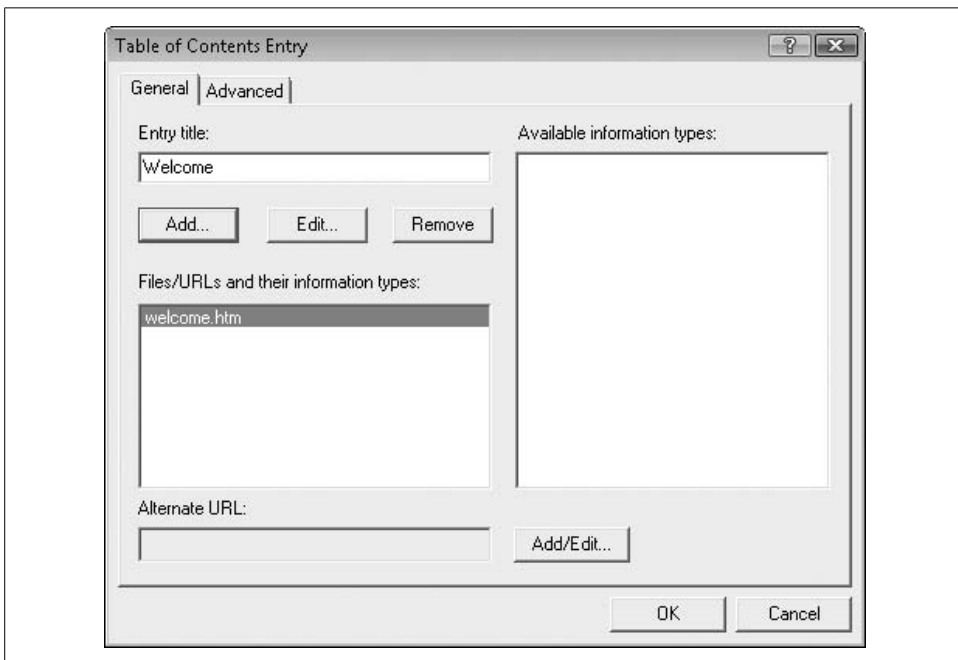 Table of Contents Entry
General Advanced
Entry title:
Welcome
Add... Edit... Remove
Files/URLs and their information types:
welcome.htm
Available information types:
Alternate URL:
Add/Edit...
OK Cancel